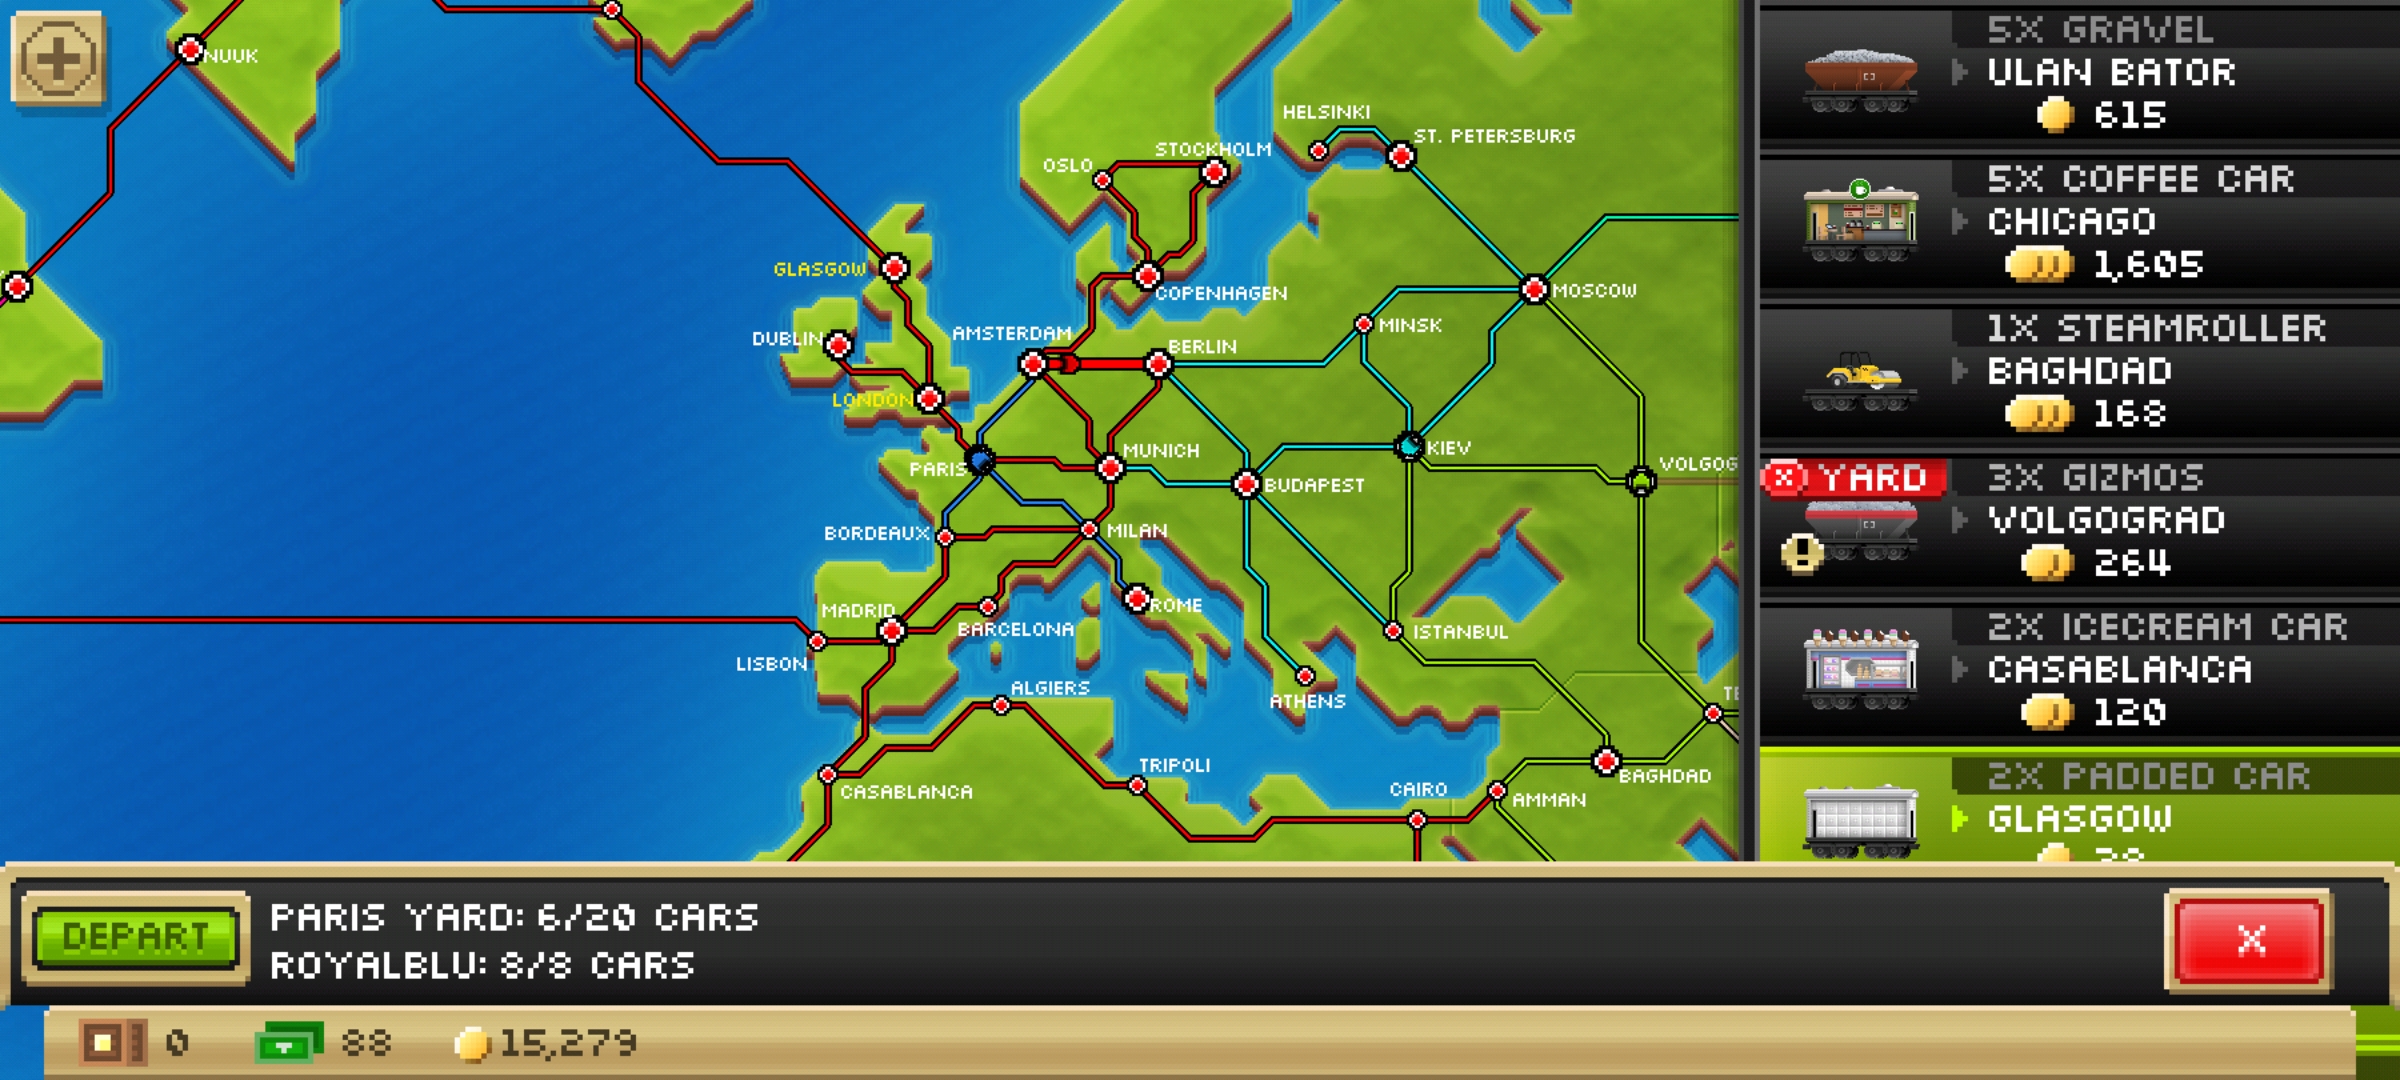 NUUK
HELSINKI
ST. PETERSBURG
STOCKHOLM
OSLO
GLASGOW
COPENHAGEN
MOSCOW
DUBLIN
AMSTERDAM
BERLIN
MINSK
LONDON
MUNICH
KIEV
PARIS
BUDAPEST
VOLGOG
BORDEAUX
MILAN
MADRID
ROME
BARCELONA
ISTANBUL
LISBON
ALGIERS
ATHENS
TE
TRIPOLI
CASABLANCA
CAIRO
AMMAN
BAGHDAD
5X GRAVEL
ULAN BATOR
615
5X COFFEE CAR
CHICAGO
1,605
1X STEAMROLLER
BAGHDAD
168
X YARD
3X GIZMOS
VOLGOGRAD
264
2X ICECREAM CAR
CASABLANCA
120
2X PADDED CAR
GLASGOW
DEPART
PARIS YARD: 6/20 CARS
ROYALBLU: 8/8 CARS
X
0
88
15,279